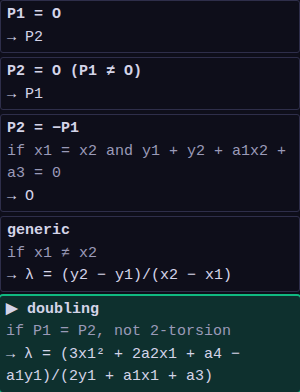 P1 = O
→ P2
P2 = O (P1 ≠ O)
→ P1
P2 = −P1
if x1 = x2 and y1 + y2 + a1x2 +
a3 = 0
→ O
generic
if x1 ≠ x2
→ λ = (y2 − y1)/(x2 − x1)
▶ doubling
if P1 = P2, not 2-torsion
→ λ = (3x1² + 2a2x1 + a4 −
a1y1)/(2y1 + a1x1 + a3)